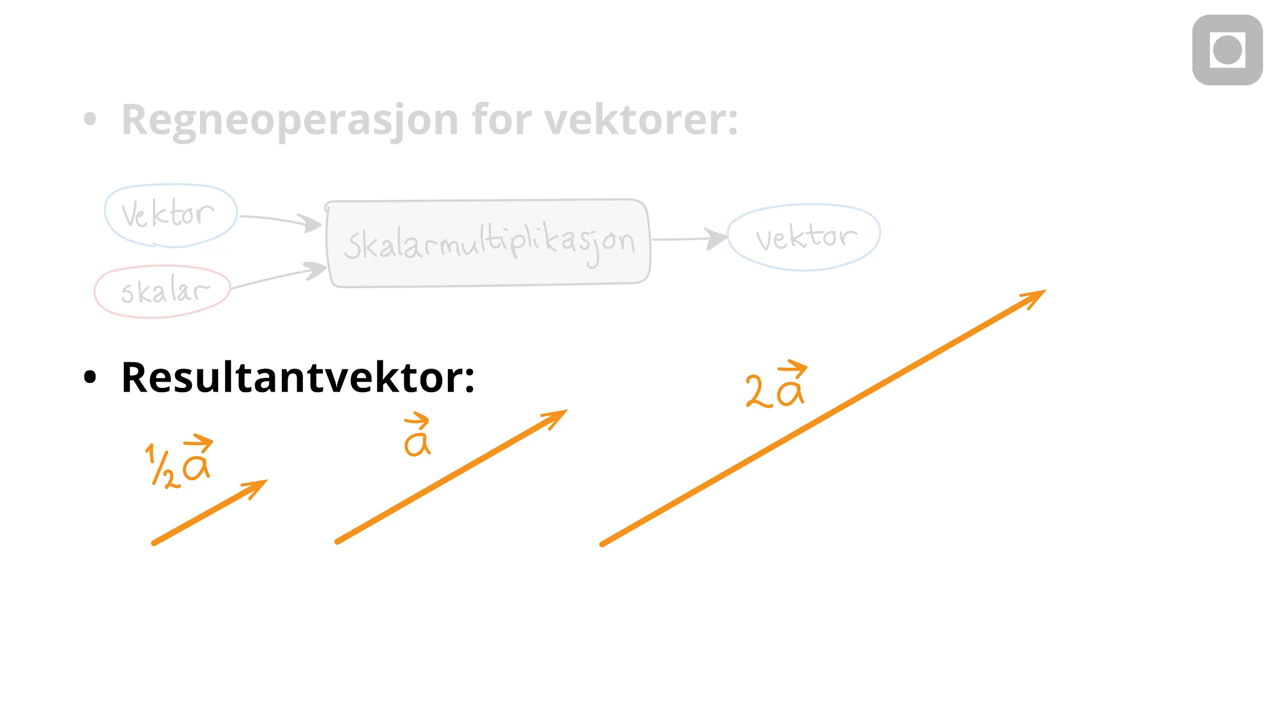 • Regneoperasjon for vektorer:
Vektor
skalar
Skalarmultiplikasjon
vektor
• Resultantvektor:
½a⃗
a⃗
2a⃗